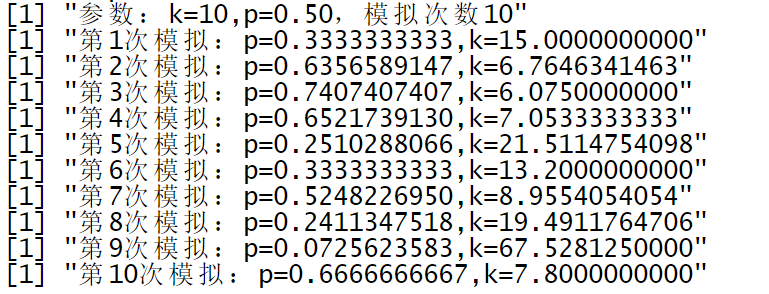 [1] "参数：k=10,p=0.50，模拟次数10"
[1] "第1次模拟：p=0.3333333333,k=15.0000000000"
[1] "第2次模拟：p=0.6356589147,k=6.7646341463"
[1] "第3次模拟：p=0.7407407407,k=6.0750000000"
[1] "第4次模拟：p=0.6521739130,k=7.0533333333"
[1] "第5次模拟：p=0.2510288066,k=21.5114754098"
[1] "第6次模拟：p=0.3333333333,k=13.2000000000"
[1] "第7次模拟：p=0.5248226950,k=8.9554054054"
[1] "第8次模拟：p=0.2411347518,k=19.4911764706"
[1] "第9次模拟：p=0.0725623583,k=67.5281250000"
[1] "第10次模拟：p=0.6666666667,k=7.8000000000"